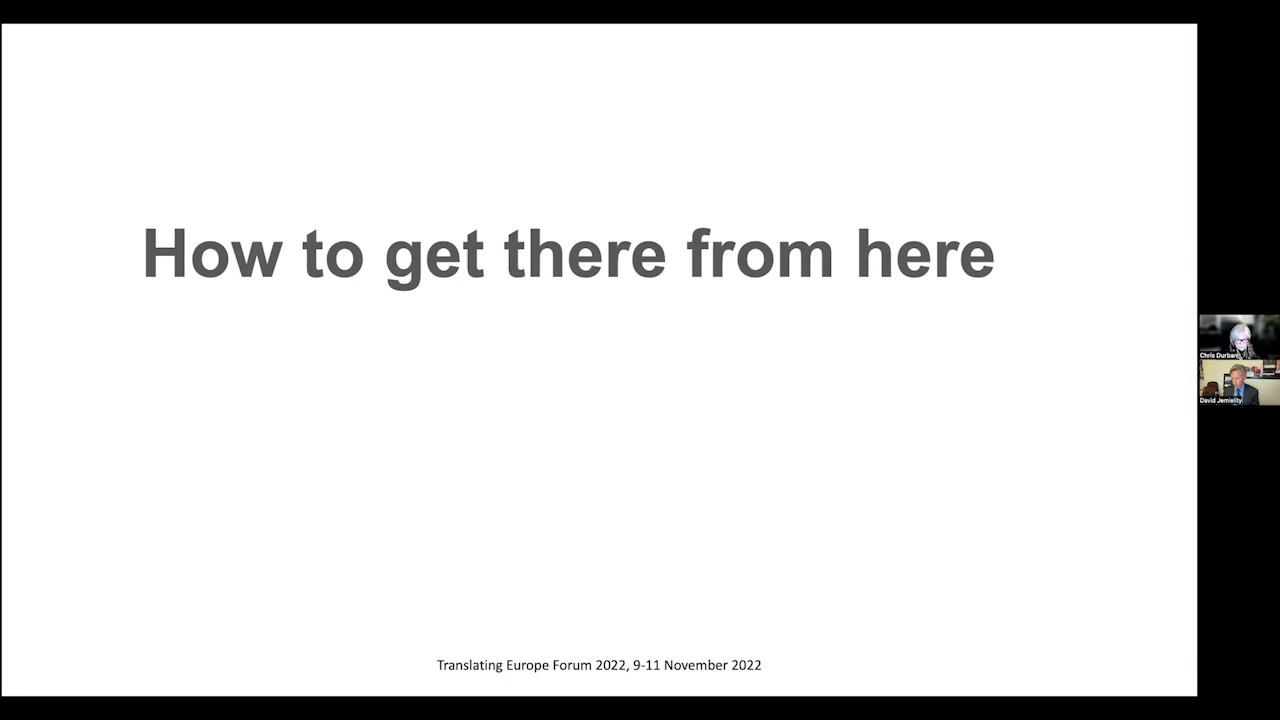 How to get there from here
Chris Durban
David Jemielity
Translating Europe Forum 2022, 9-11 November 2022